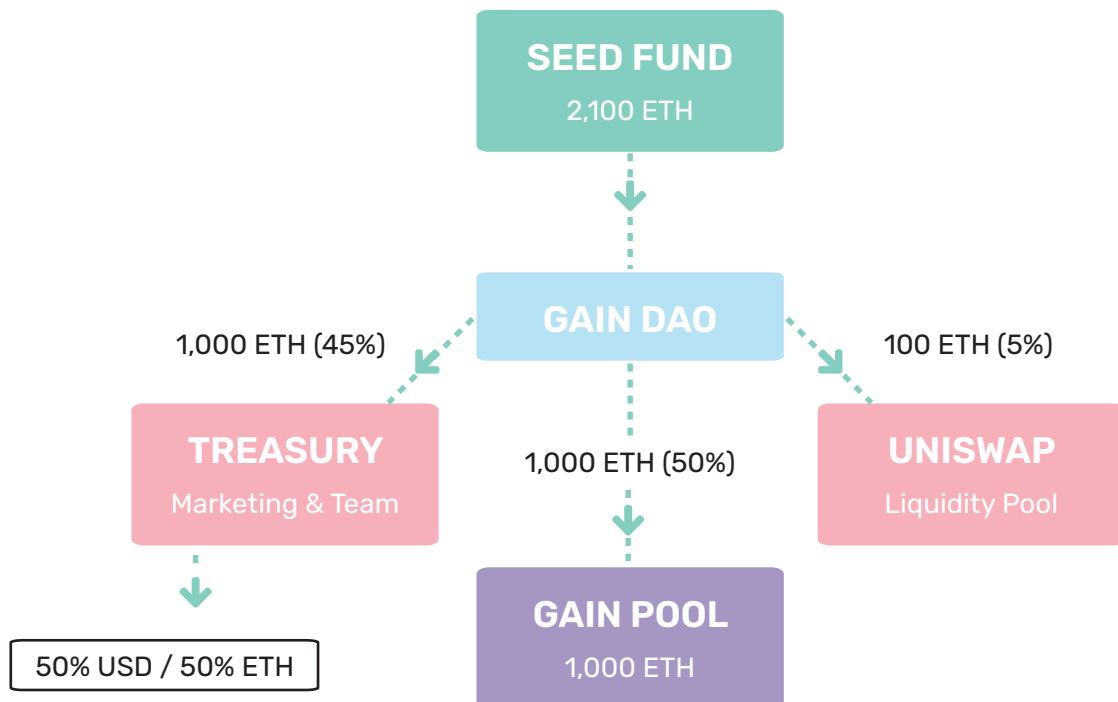 SEED FUND
2,100 ETH
GAIN DAO
1,000 ETH (45%)
100 ETH (5%)
TREASURY
Marketing & Team
1,000 ETH (50%)
UNISWAP
Liquidity Pool
GAIN POOL
1,000 ETH
50% USD / 50% ETH